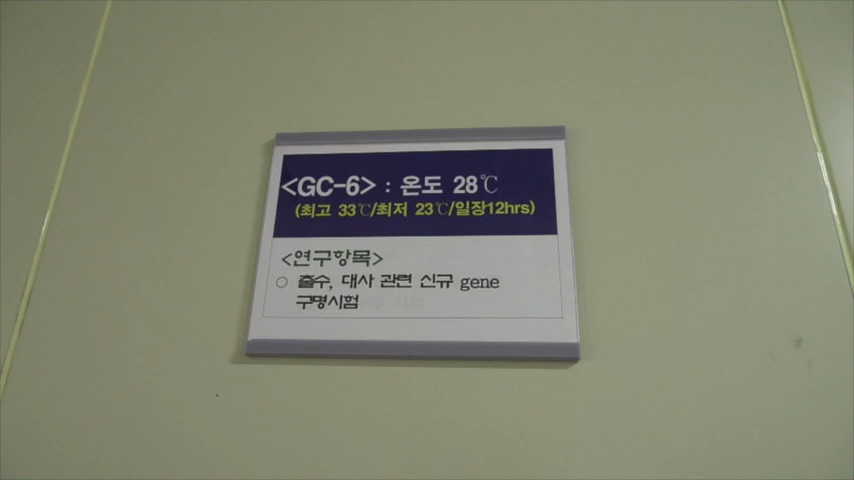 <GC-6> : 온도 28℃
(최고 33℃/최저 23℃/일장12hrs)
<연구항목>
○ 출수, 대사 관련 신규 gene
구명시험